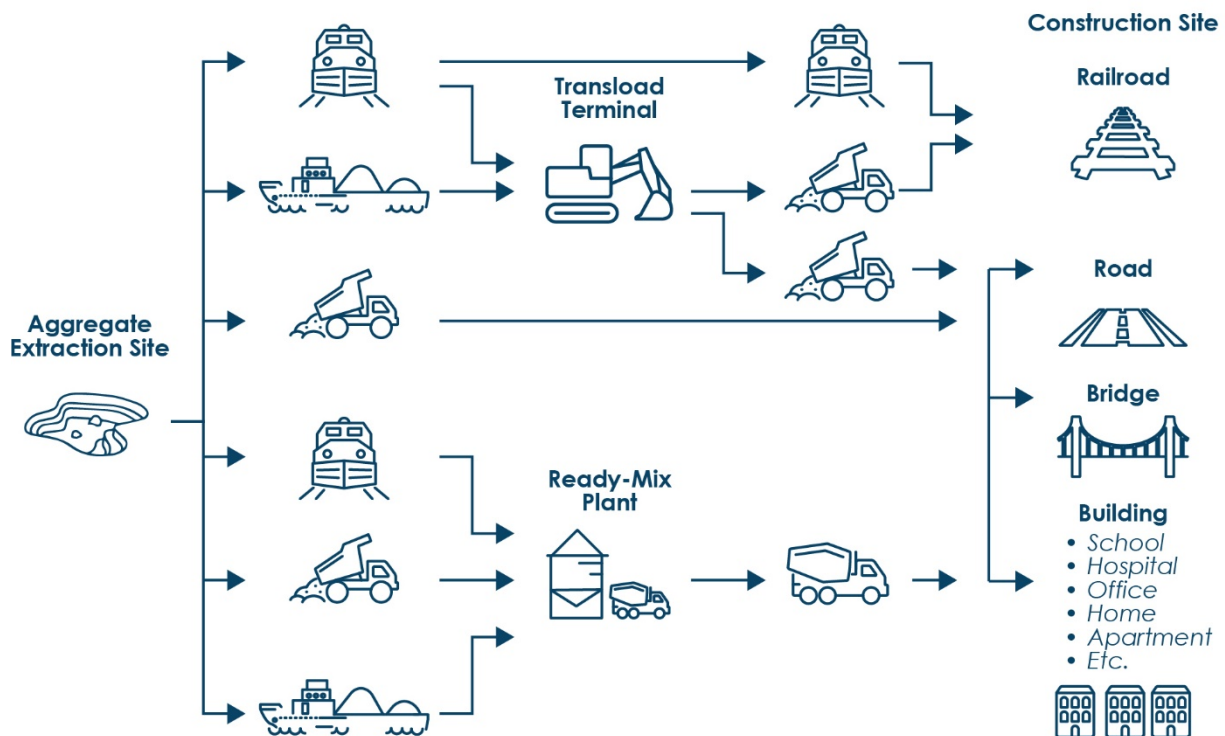 Construction Site
Railroad
Transload
Terminal
Road
Aggregate
Extraction Site
Bridge
Ready-Mix
Plant
Building
• School
• Hospital
• Office
• Home
• Apartment
• Etc.